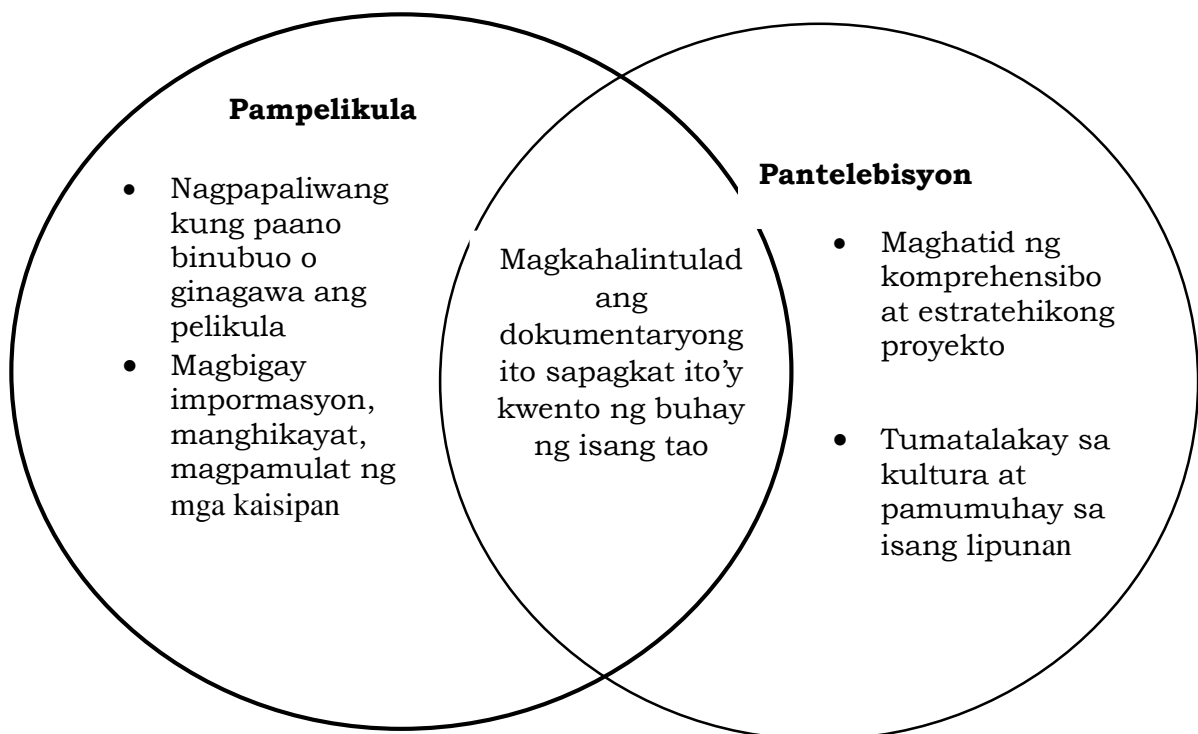 Pampelikula
• Nagpapaliwang
kung paano
binubuo o
ginagawa ang
pelikula
• Magbigay
impormasyon,
manghikayat,
magpamulat ng
mga kaisipan
Magkahalintulad
ang
dokumentaryong
ito sapagkat ito’y
kwento ng buhay
ng isang tao
Pantelebisyon
• Maghatid ng
komprehensibo
at estratehikong
proyekto
• Tumatalakay sa
kultura at
pamumuhay sa
isang lipunan